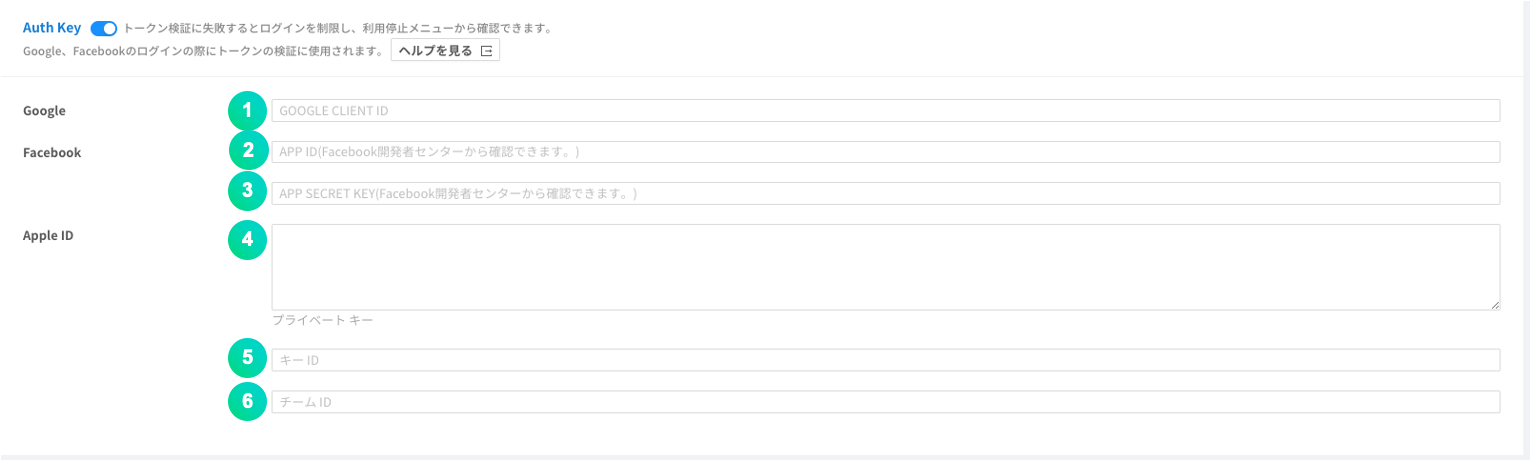 Auth Key トークン検証に失敗するとログインを制限し、利用停止メニューから確認できます。
Google、Facebookのログインの際にトークンの検証に使用されます。 ヘルプを見る
Google 1 GOOGLE CLIENT ID
Facebook 2 APP ID(Facebook開発者センターから確認できます。)
3 APP SECRET KEY(Facebook開発者センターから確認できます。)
Apple ID 4
プライベート キー
5 キー ID
6 チーム ID